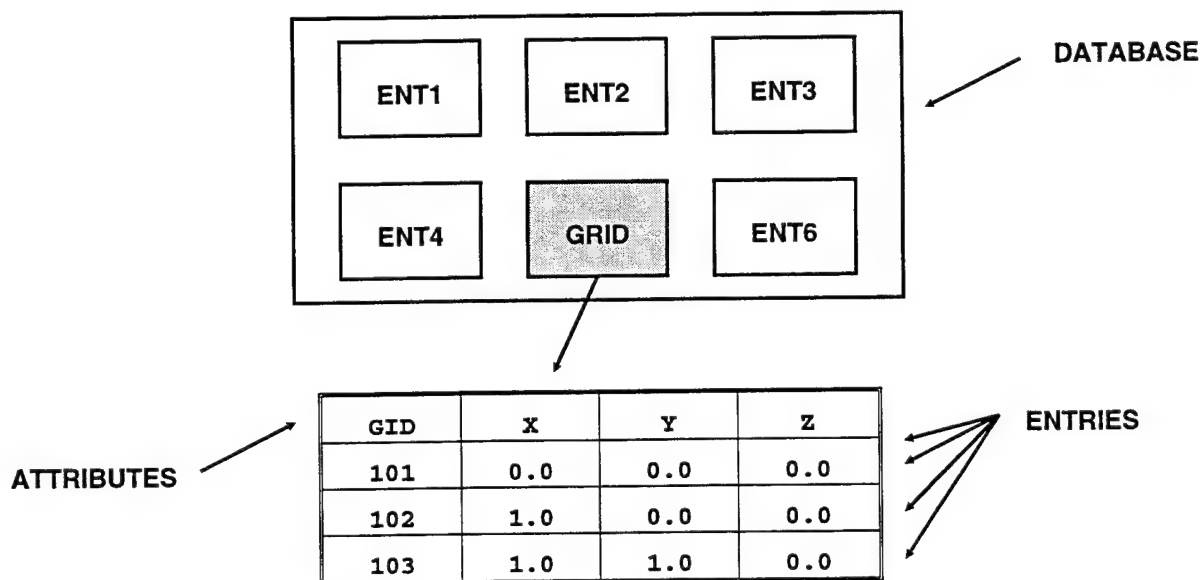 DATABASE
ENT1 ENT2 ENT3
ENT4 GRID ENT6
ATTRIBUTES
ENTRIES
GID X Y Z
101 0.0 0.0 0.0
102 1.0 0.0 0.0
103 1.0 1.0 0.0